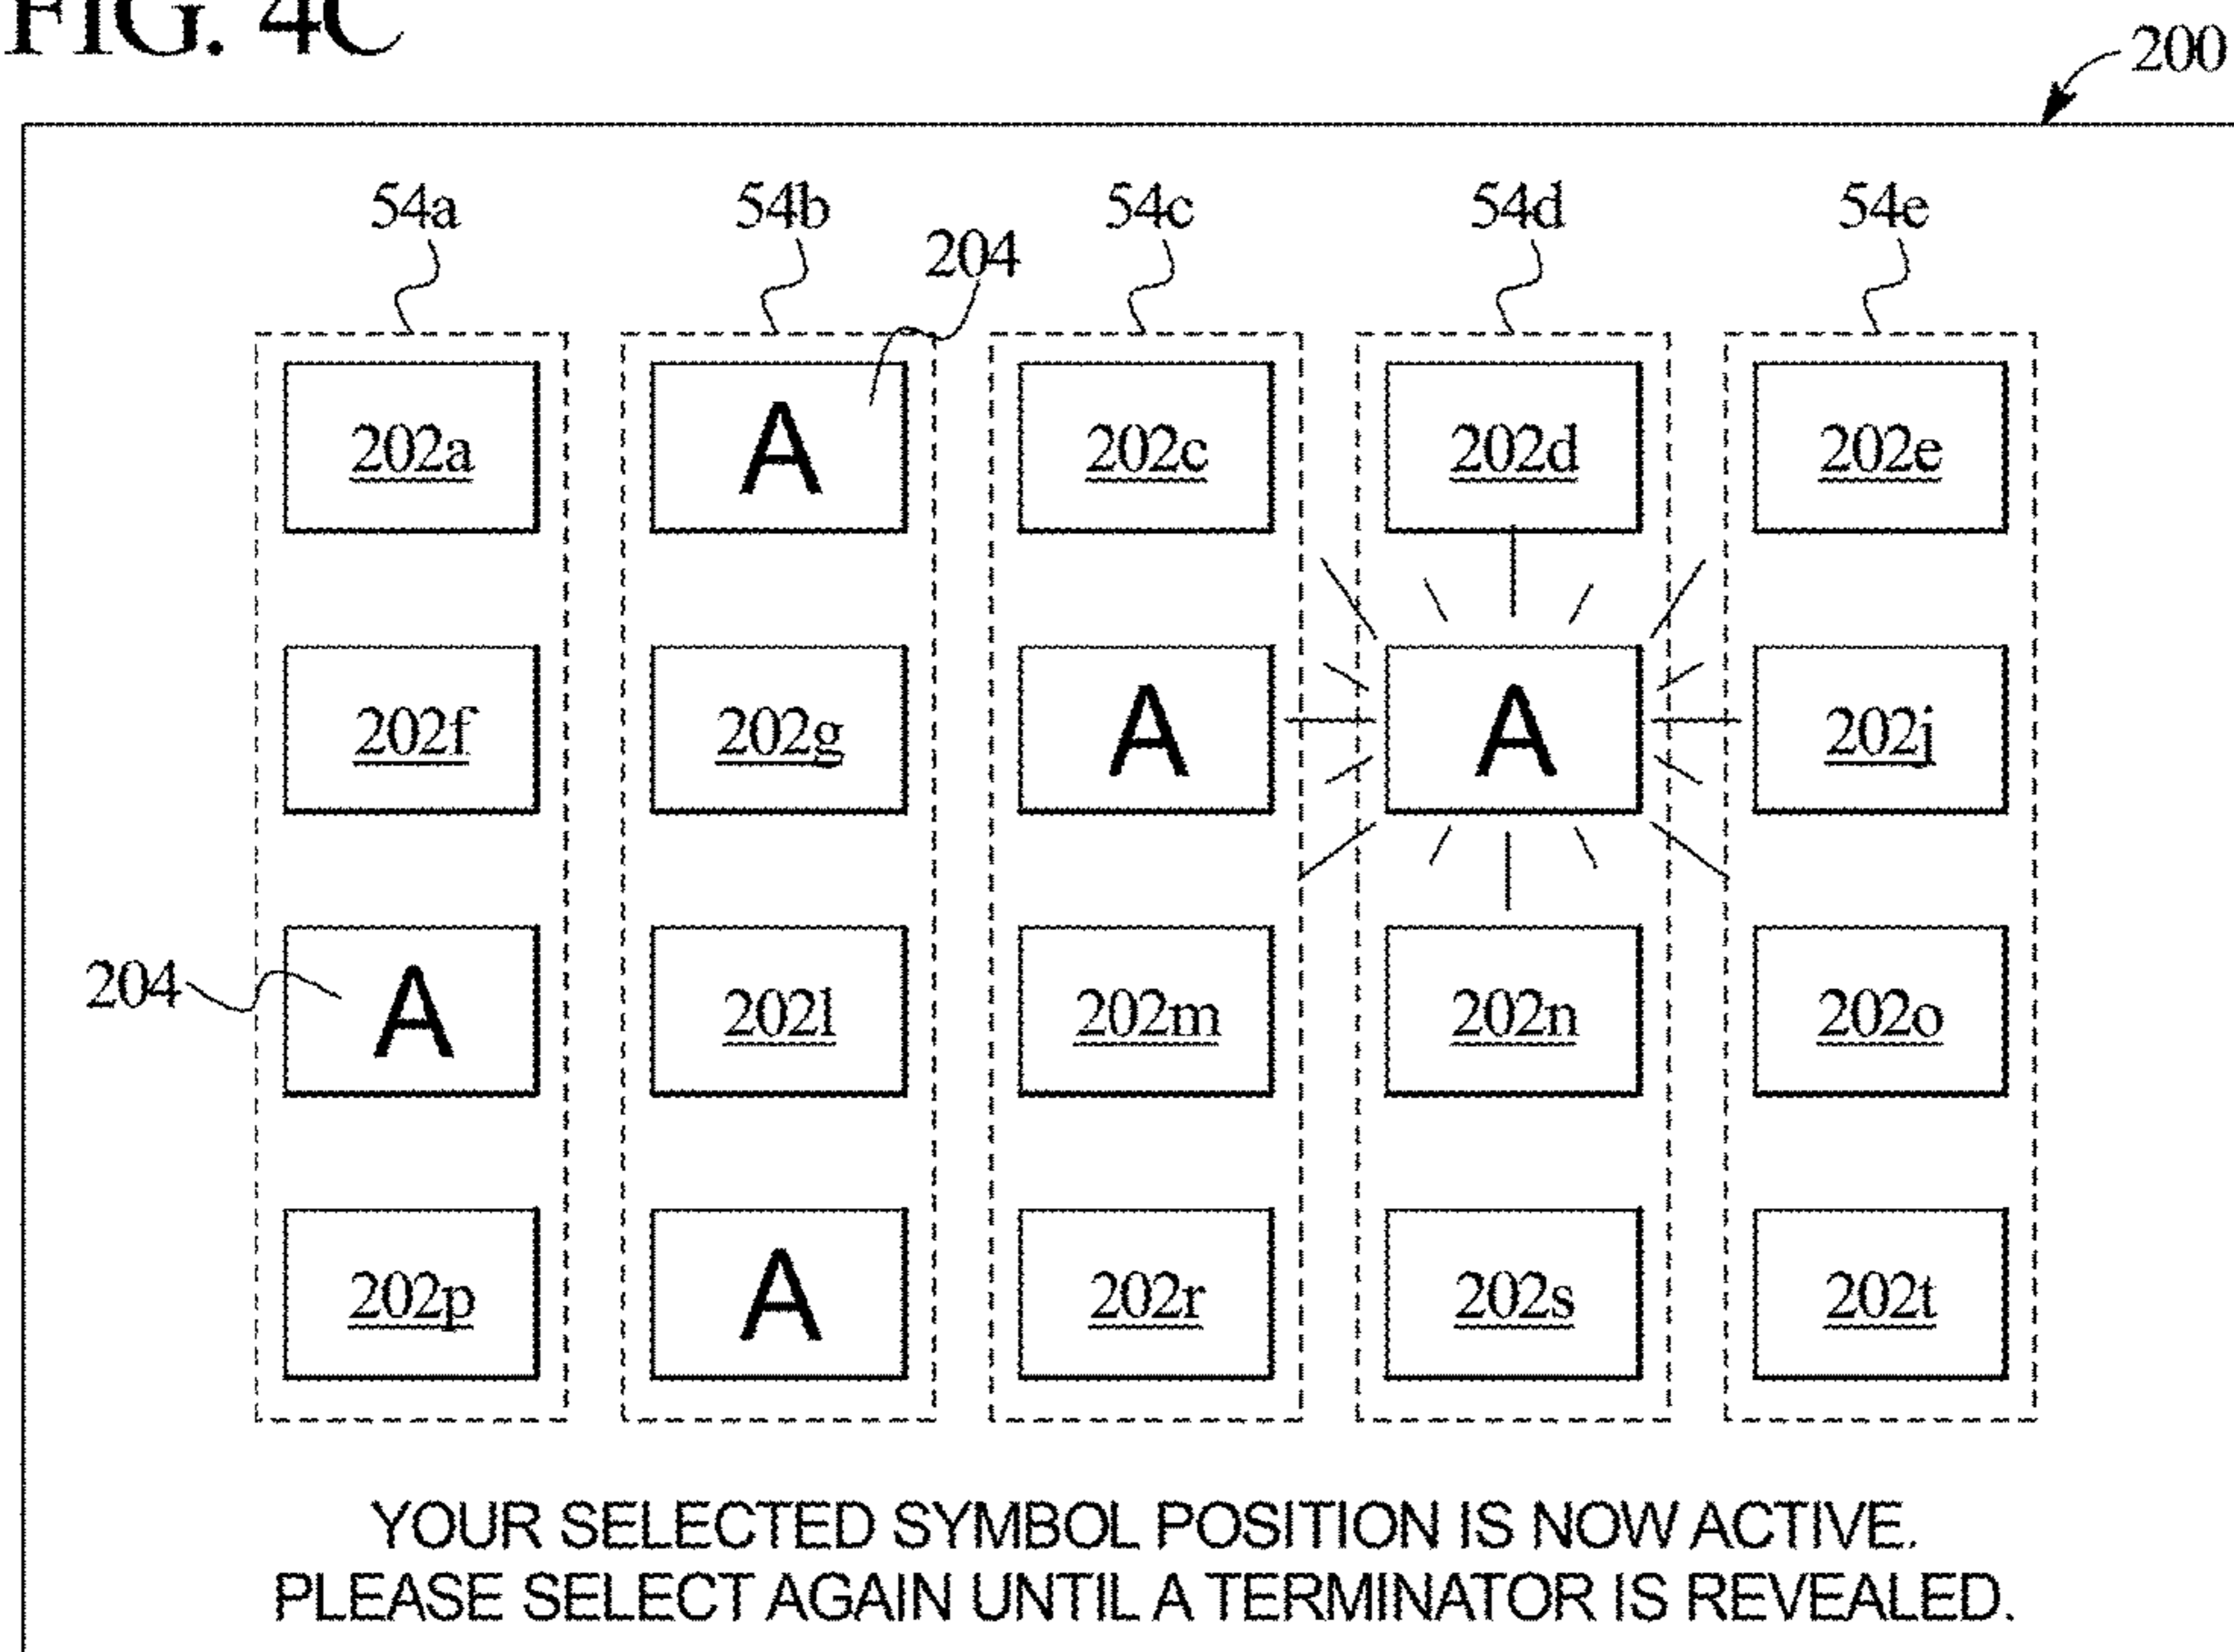 FIG. 4C
200
54a 54b 54c 54d 54e
204
202a A 202c 202d 202e
202f 202g A A 202j
204 A 202l 202m 202n 202o
202p A 202r 202s 202t
YOUR SELECTED SYMBOL POSITION IS NOW ACTIVE.
PLEASE SELECT AGAIN UNTIL A TERMINATOR IS REVEALED.